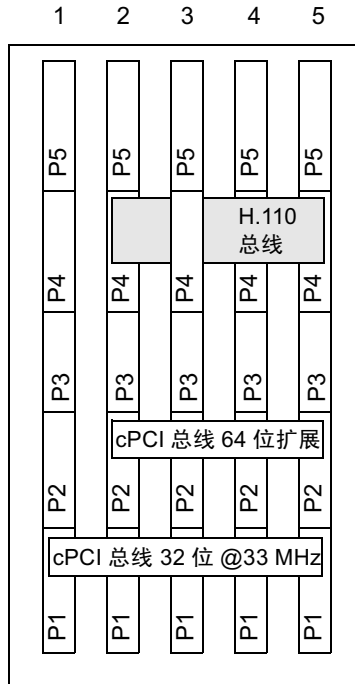 1 2 3 4 5
P5 P5 P5 P5 P5
H.110
总线
P4 P4 P4 P4 P4
P3 P3 P3 P3 P3
cPCI 总线 64 位扩展
P2 P2 P2 P2 P2
cPCI 总线 32 位 @33 MHz
P1 P1 P1 P1 P1